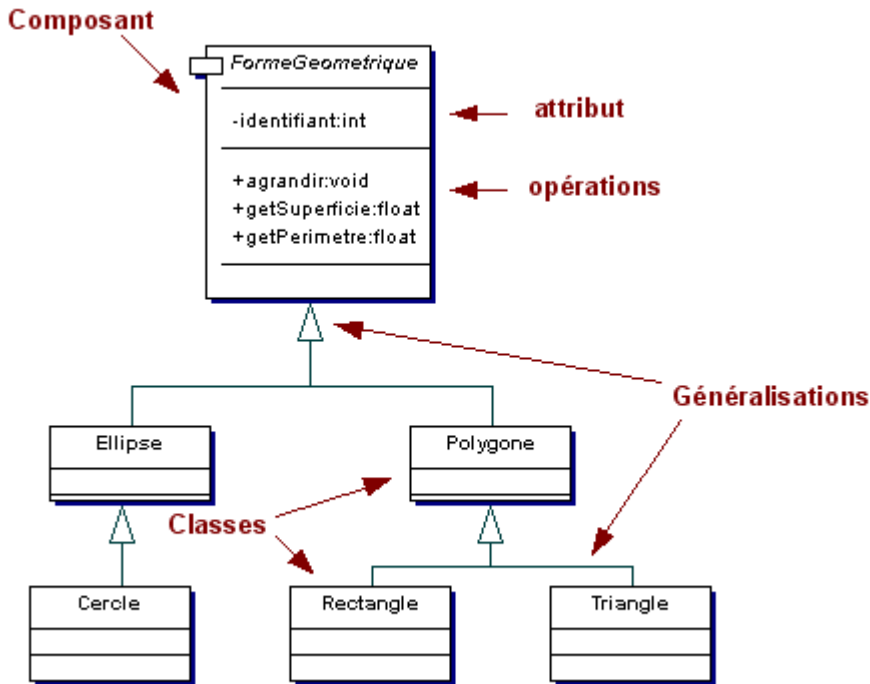 Composant
FormeGeometrique
-identifiant:int
attribut
+agrandir:void
+getSuperficie:float
+getPerimetre:float
opérations
Généralisations
Ellipse
Polygone
Classes
Cercle
Rectangle
Triangle